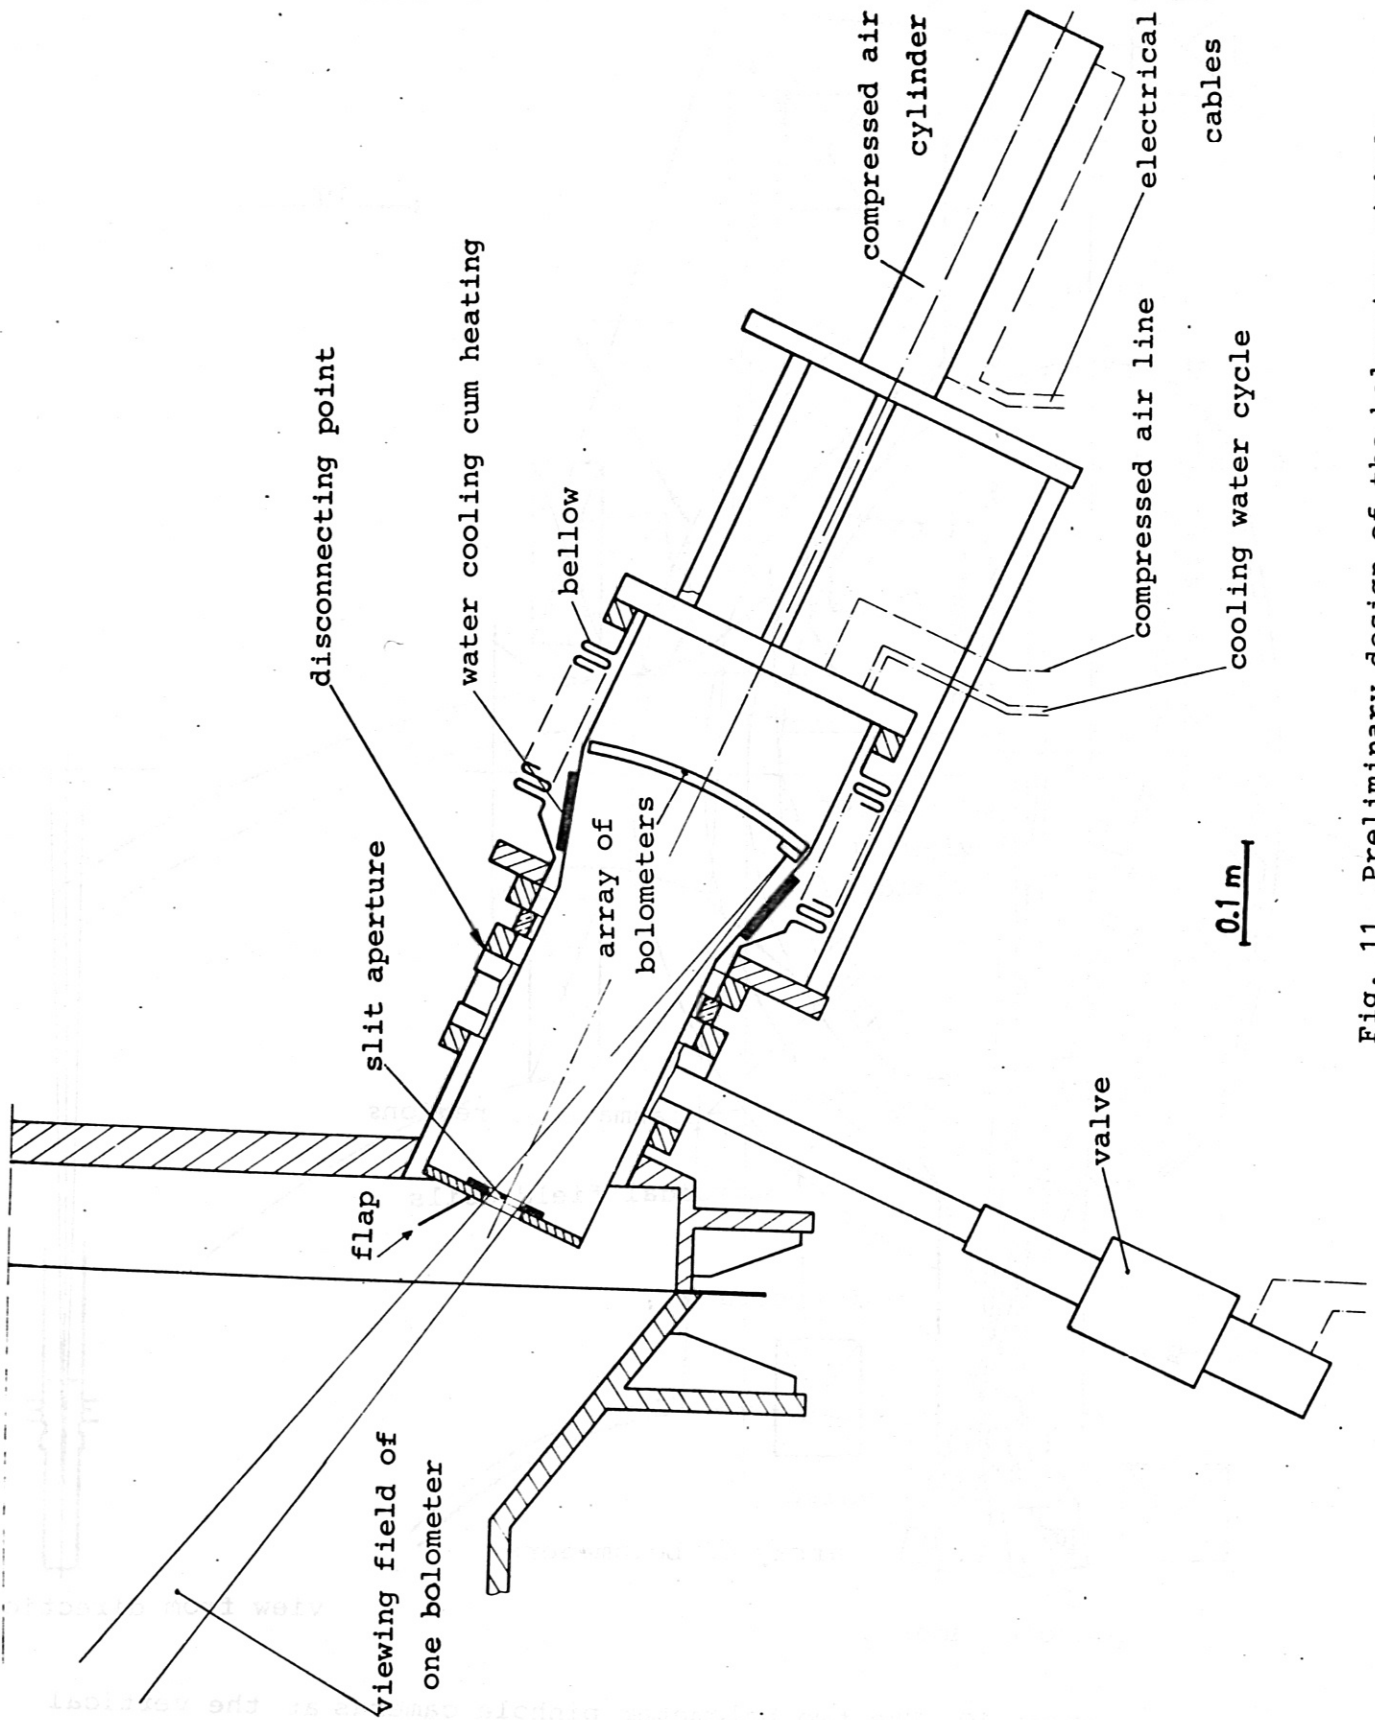 compressed air
cylinder
electrical
cables
water cooling cum heating
disconnecting point
bellow
compressed air line
cooling water cycle
slit aperture
array of
bolometers
0.1 m
flap
valve
viewing field of
one bolometer
Fig. 11 Preliminary design of the